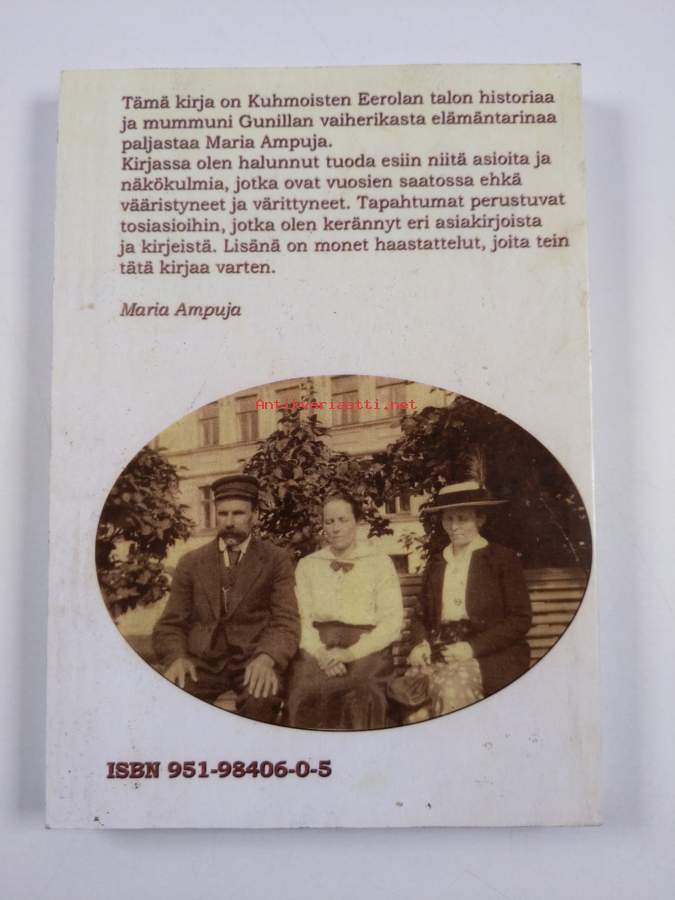 Tämä kirja on Kuhmoisten Eerolan talon historiaa
ja mummuni Gunillan vaiherikasta elämäntarinaa
paljastaa Maria Ampuja.
Kirjassa olen halunnut tuoda esiin niitä asioita ja
näkökulmia, jotka ovat vuosien saatossa ehkä
vääristyneet ja värittyneet. Tapahtumat perustuvat
tosiasioihin, jotka olen kerännyt eri asiakirjoista
ja kirjeistä. Lisänä on monet haastattelut, joita tein
tätä kirjaa varten.
Maria Ampuja
Antikvariaatti.net
ISBN 951-98406-0-5